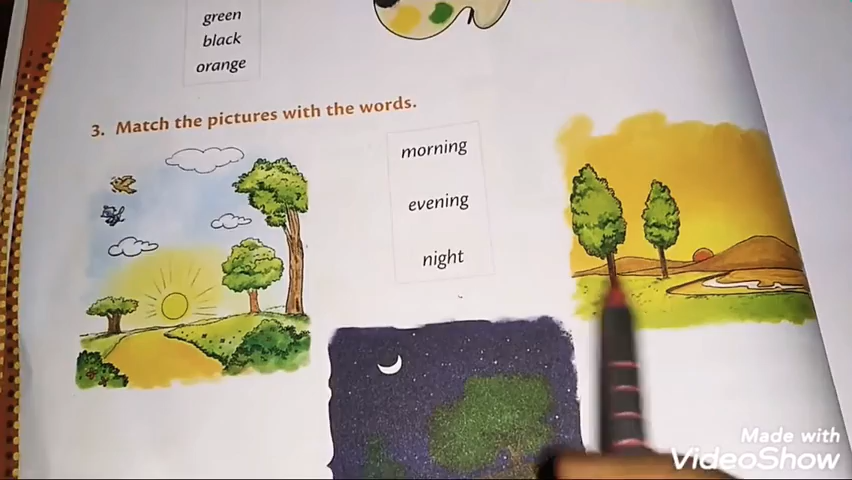 green
black
orange
3. Match the pictures with the words.
morning
evening
night
Made with
VideoShow